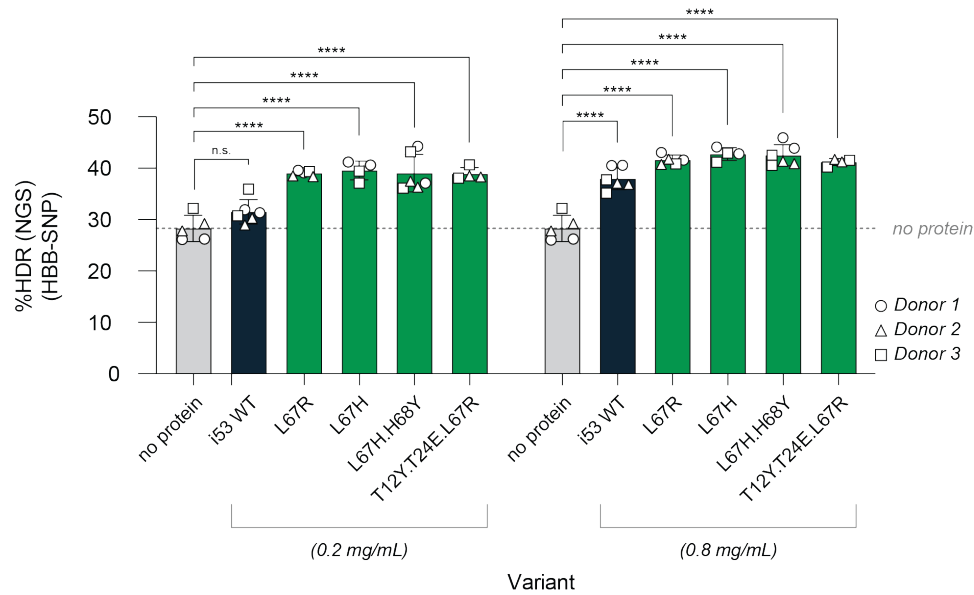 ****
****
****
****
n.s.
****
****
****
****
****
%HDR (NGS)
(HBB-SNP)
50
40
30
20
10
0
no protein
Donor 1
Donor 2
Donor 3
no protein
i53 WT
L67R
L67H
L67H.H68Y
T12Y.T24E.L67R
no protein
i53 WT
L67R
L67H
L67H.H68Y
T12Y.T24E.L67R
(0.2 mg/mL)
(0.8 mg/mL)
Variant